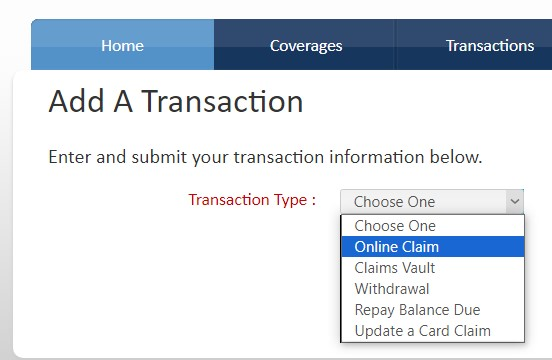 Home Coverages Transactions
Add A Transaction
Enter and submit your transaction information below.
Transaction Type : Choose One
Choose One
Online Claim
Claims Vault
Withdrawal
Repay Balance Due
Update a Card Claim